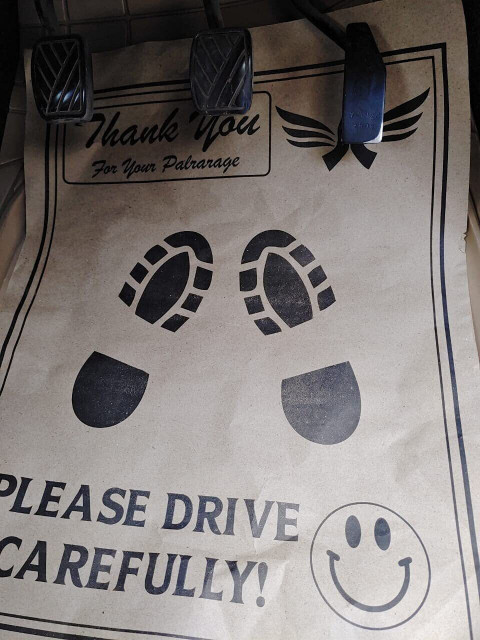 Thank You
For Your Palrarage
PLEASE DRIVE
CAREFULLY!